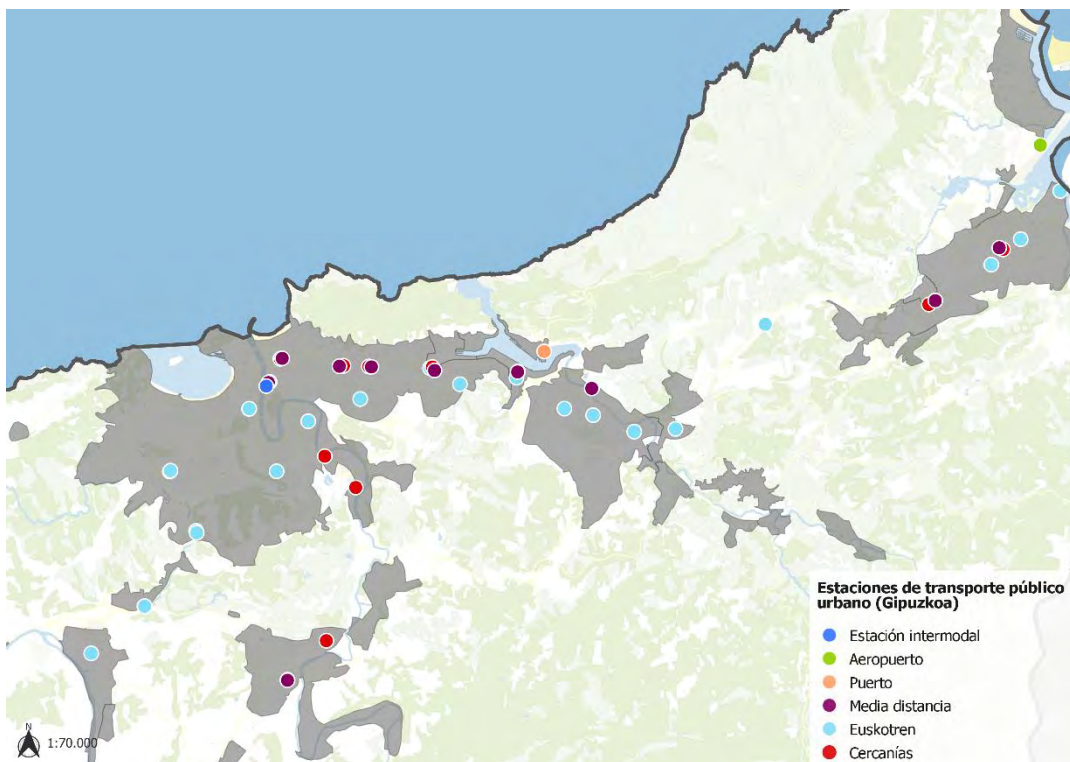 Estaciones de transporte público
urbano (Gipuzkoa)
Estación intermodal
Aeropuerto
Puerto
Media distancia
Euskotren
Cercanías
N
1:70.000